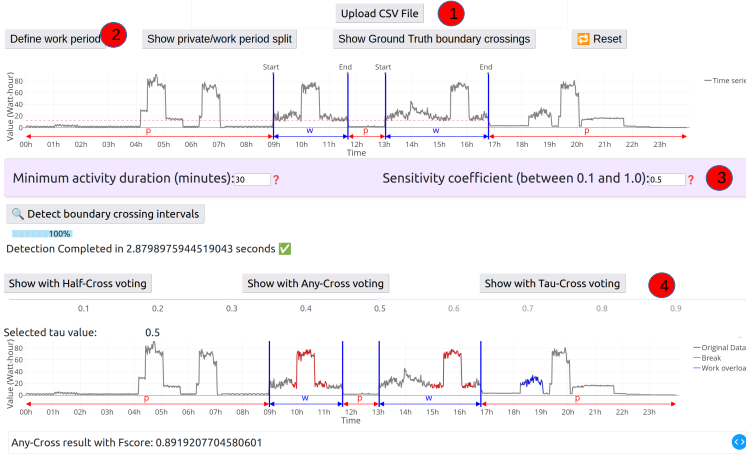 Upload CSV File 1
Define work period 2 Show private/work period split Show Ground Truth boundary crossings 🔁 Reset
Start End Start End
Value (Watt-hour)
80
60
40
20
0
Time serie
p w p w p
00h 01h 02h 03h 04h 05h 06h 07h 08h 09h 10h 11h 12h 13h 14h 15h 16h 17h 18h 19h 20h 21h 22h 23h
Time
Minimum activity duration (minutes): 30 ? Sensitivity coefficient (between 0.1 and 1.0): 0.5 ? 3
🔍 Detect boundary crossing intervals
100%
Detection Completed in 2.8798975944519043 seconds ✅
Show with Half-Cross voting Show with Any-Cross voting Show with Tau-Cross voting 4
0.1 0.2 0.3 0.4 0.5 0.6 0.7 0.8 0.9
Selected tau value: 0.5
Value (Watt-hour)
80
60
40
20
0
Original Data
Break
Work overloa
p w p w p
00h 01h 02h 03h 04h 05h 06h 07h 08h 09h 10h 11h 12h 13h 14h 15h 16h 17h 18h 19h 20h 21h 22h 23h
Time
Any-Cross result with Fscore: 0.8919207704580601